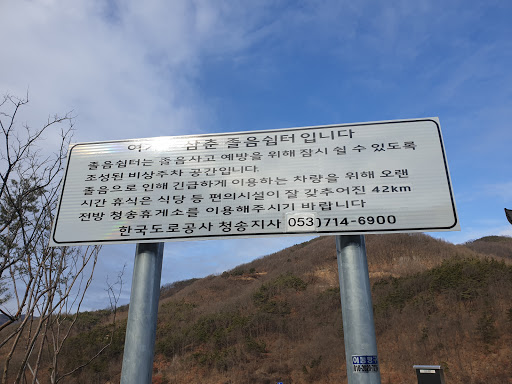 여기는 삼춘 졸음쉼터입니다
졸음쉼터는 졸음사고 예방을 위해 잠시 쉴 수 있도록
조성된 비상주차 공간입니다.
졸음으로 인해 긴급하게 이용하는 차량을 위해 오랜
시간 휴식은 식당 등 편의시설이 잘 갖추어진 42km
전방 청송휴게소를 이용해주시기 바랍니다
한국도로공사 청송지사 053)714-6900